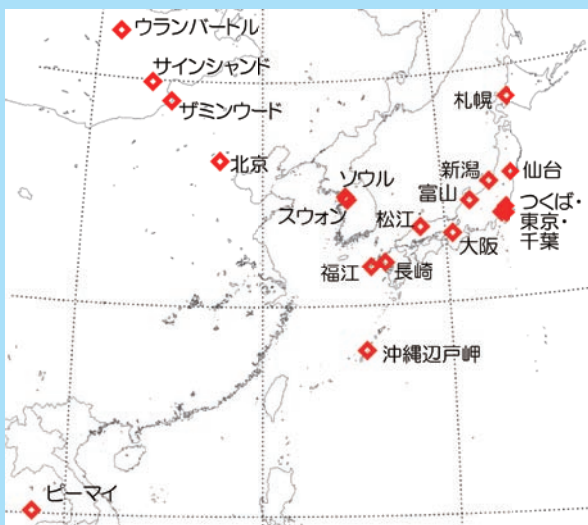 ウランバートル
サインシャンド
ザミンウード
北京
ソウル
スウォン
札幌
新潟
仙台
富山
つくば・
東京・
千葉
松江
大阪
福江
長崎
沖縄辺戸岬
ピーマイ